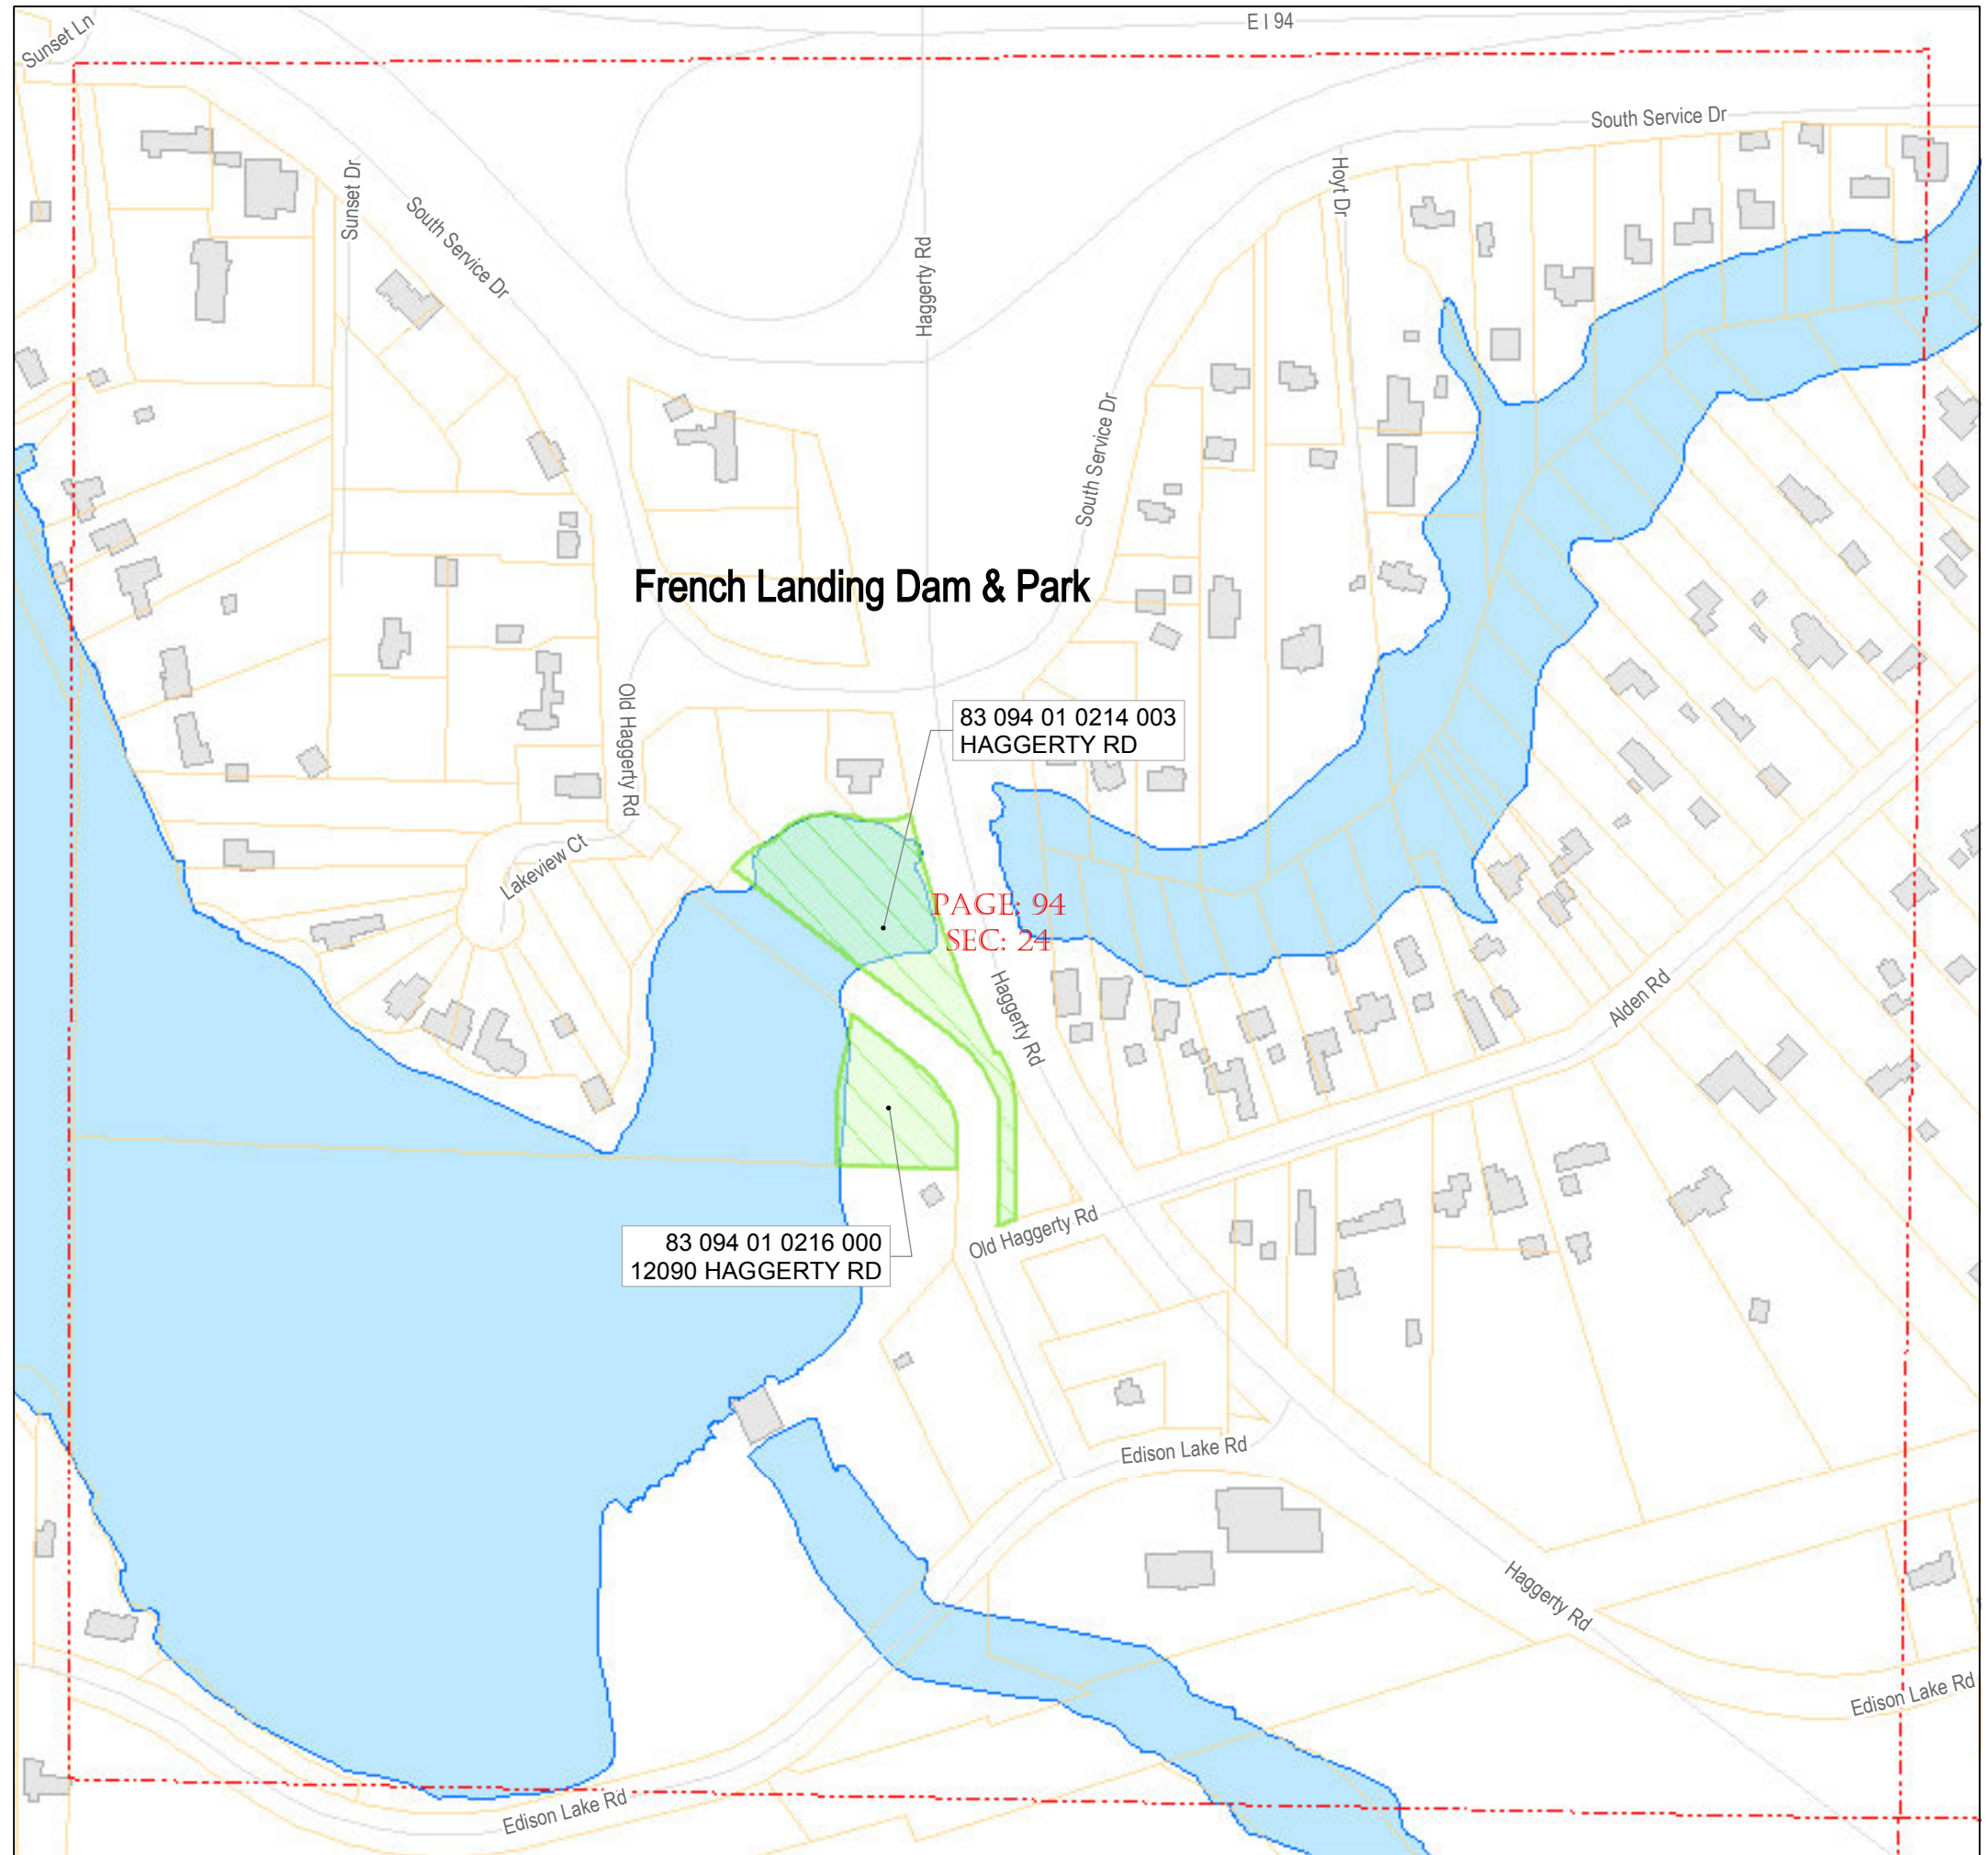 E I 94
Sunset Ln
South Service Dr
Hoyt Dr
Sunset Dr
South Service Dr
Haggerty Rd
South Service Dr
French Landing Dam & Park
Old Haggerty Rd
83 094 01 0214 003
HAGGERTY RD
Lakeview Ct
PAGE: 94
SEC: 24
Haggerty Rd
Alden Rd
Old Haggerty Rd
83 094 01 0216 000
12090 HAGGERTY RD
Edison Lake Rd
Haggerty Rd
Edison Lake Rd
Edison Lake Rd